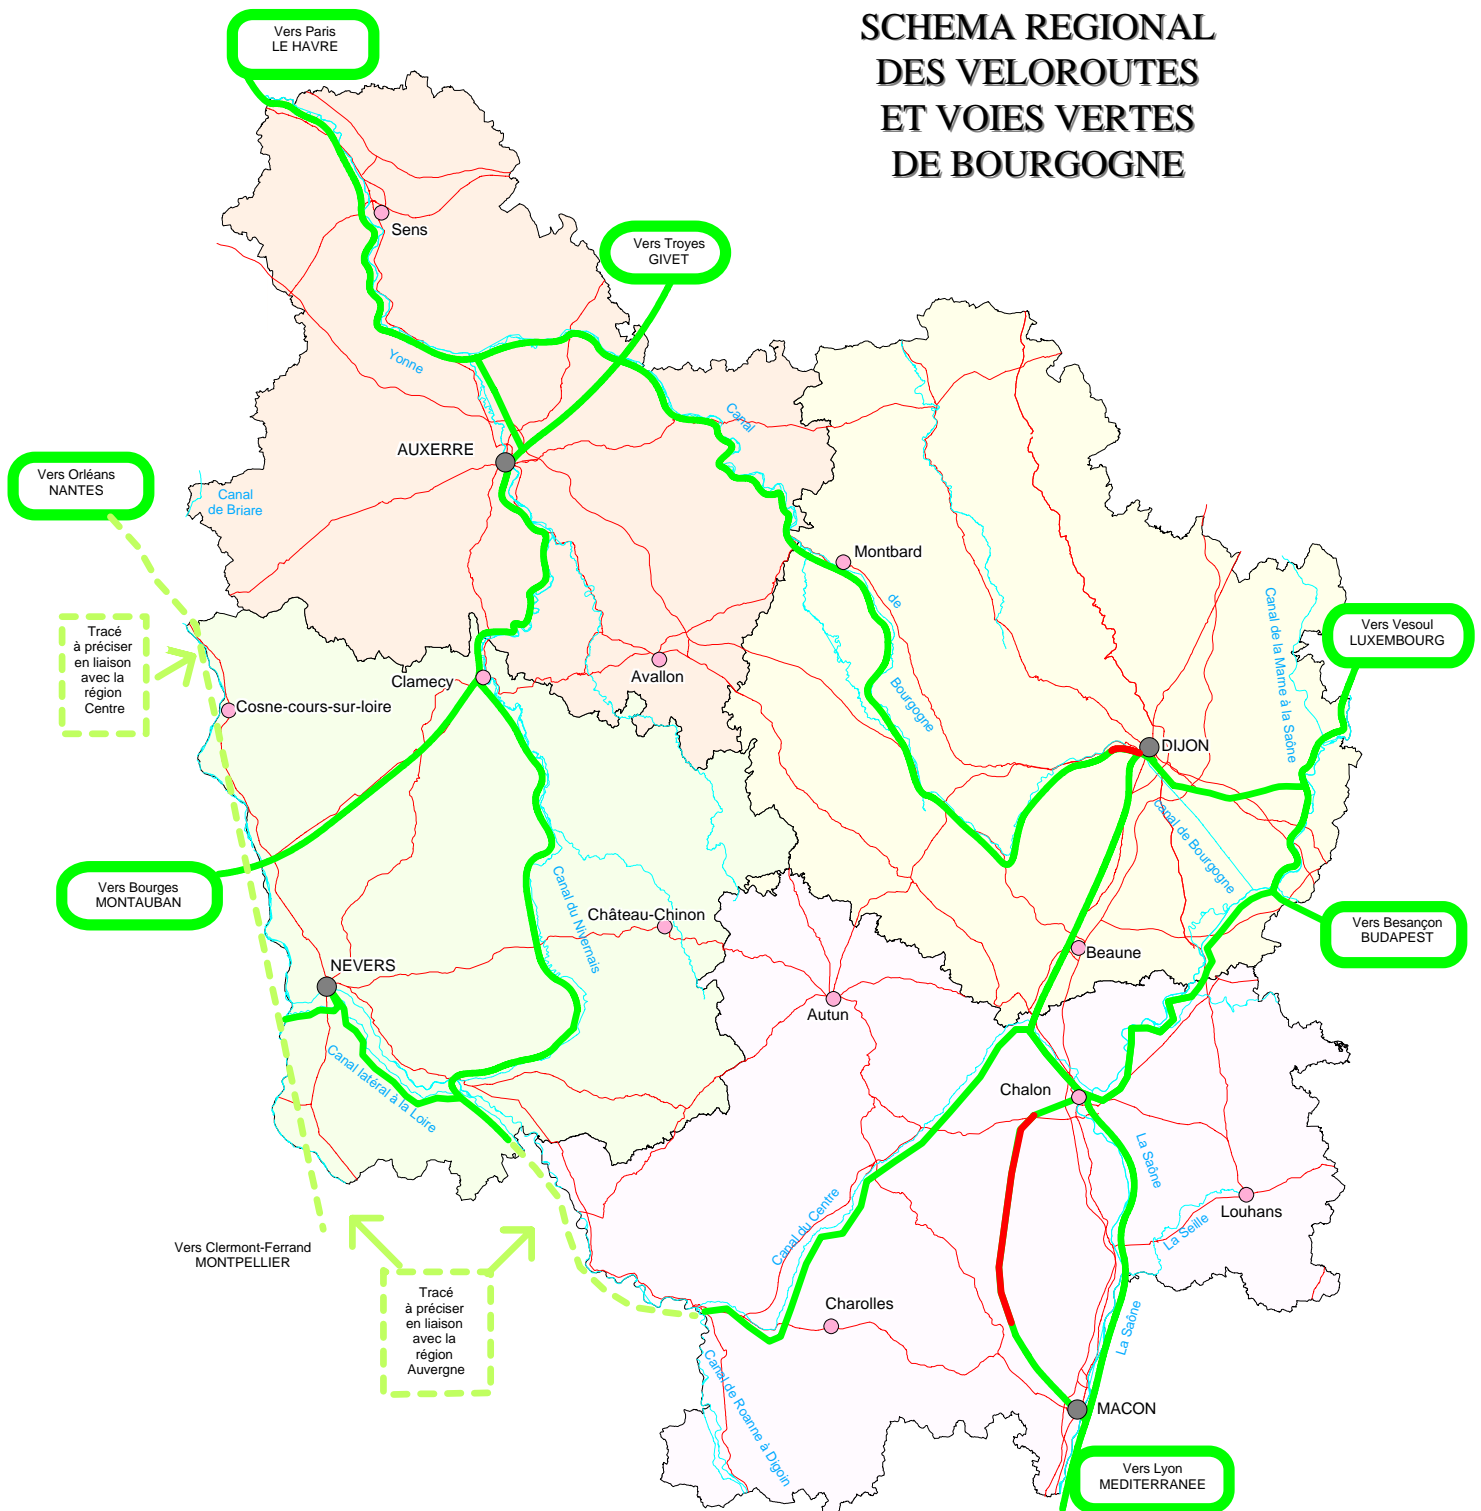 SCHEMA REGIONAL
DES VELOROUTES
ET VOIES VERTES
DE BOURGOGNE
Vers Paris
LE HAVRE
Sens
Vers Troyes
GIVET
Yonne
Canal
AUXERRE
Vers Orléans
NANTES
Canal
de Briare
Montbard
de
Canal de la Marne à la Saône
Vers Vesoul
LUXEMBOURG
Tracé
à préciser
en liaison
avec la
région
Centre
Clamecy
Avallon
Bourgogne
Cosne-cours-sur-loire
DIJON
canal de Bourgogne
Vers Bourges
MONTAUBAN
Château-Chinon
Canal du Nivernais
Vers Besançon
BUDAPEST
Beaune
NEVERS
Autun
Canal latéral à la Loire
Chalon
La Saône
Louhans
La Seille
Canal du Centre
Vers Clermont-Ferrand
MONTPELLIER
Tracé
à préciser
en liaison
avec la
région
Auvergne
Charolles
La Saône
Canal de Roanne à Digoin
MACON
Vers Lyon
MEDITERRANEE